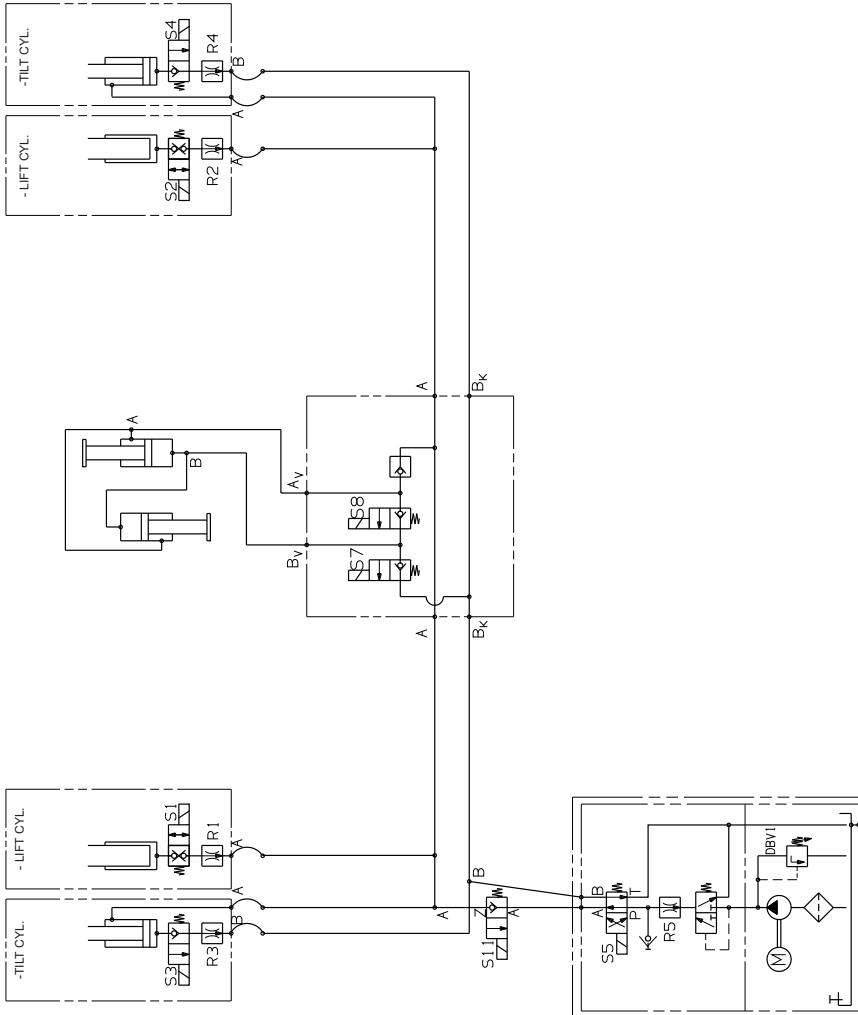 -TILT CYL.
S4
R4
B
A
- LIFT CYL.
S2
R2
A
A
B
A
BK
AV
BV
S8
S7
A
BK
- LIFT CYL.
S1
R1
A
-TILT CYL.
S3
R3
A
B
A
B
Z
A
S11
A
B
S5
P
T
R5
DBV1
M
T